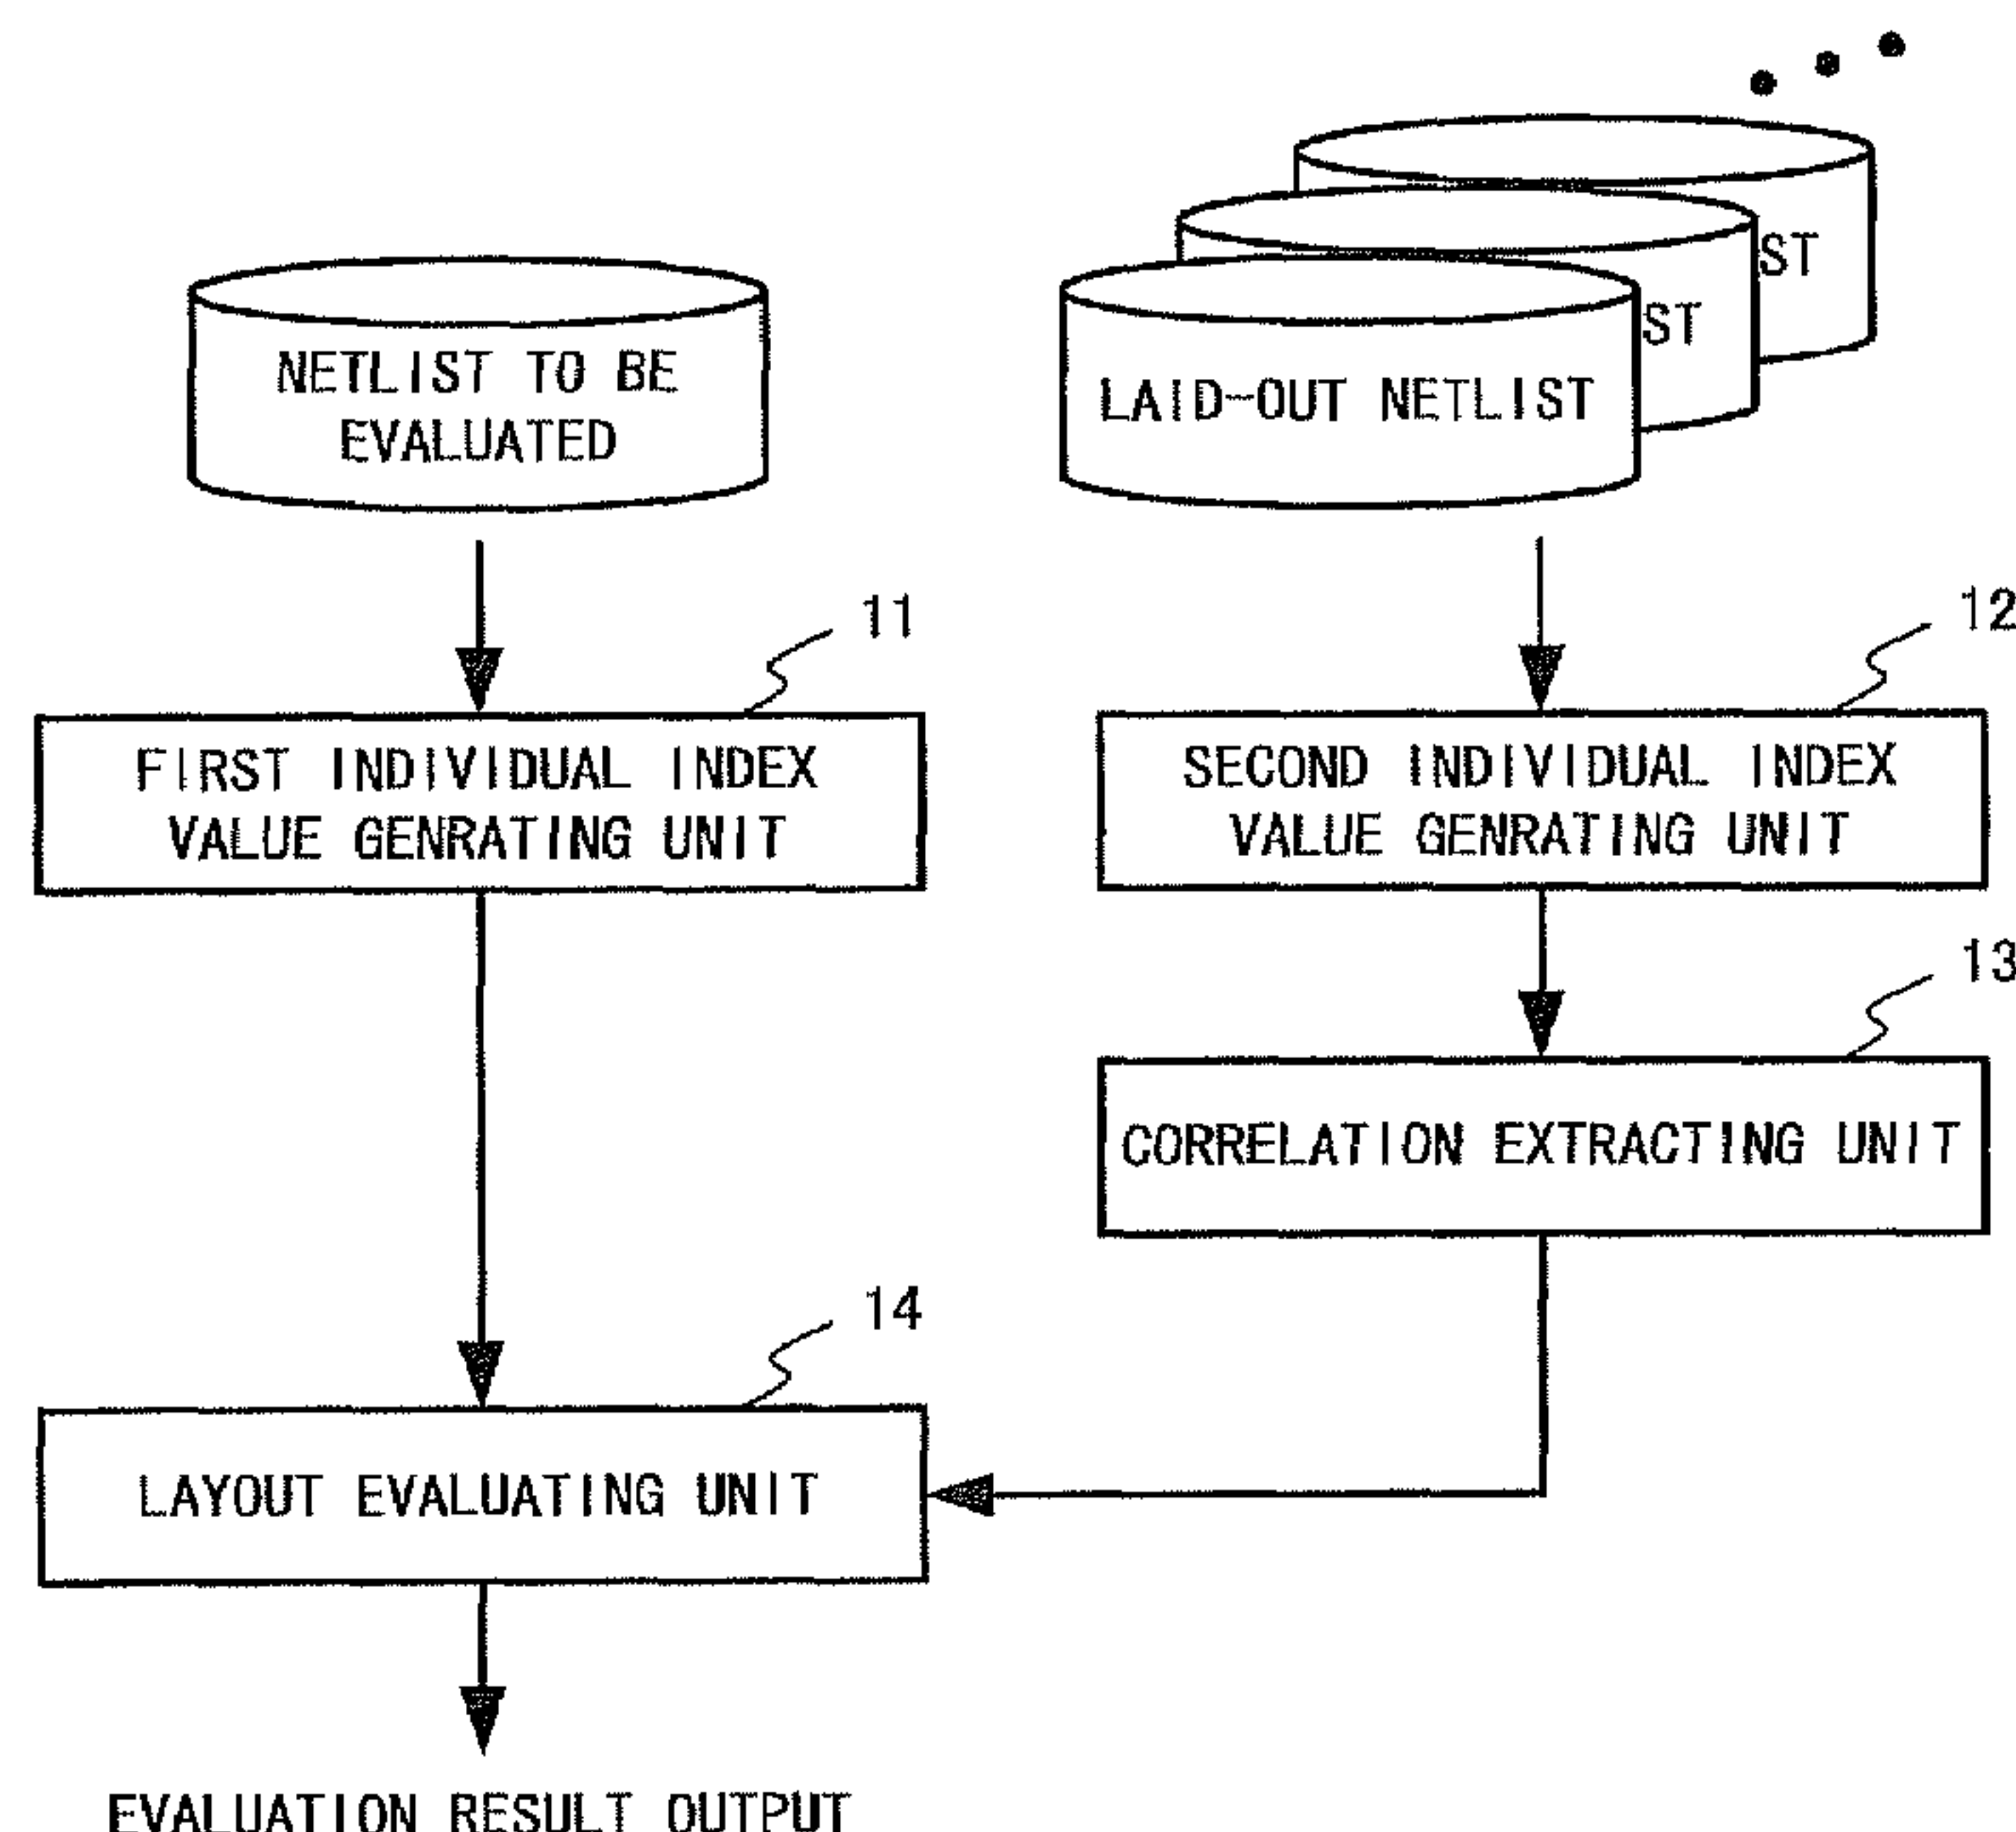 ST
ST
NETLIST TO BE
EVALUATED
LAID-OUT NETLIST
11
12
FIRST INDIVIDUAL INDEX
VALUE GENRATING UNIT
SECOND INDIVIDUAL INDEX
VALUE GENRATING UNIT
13
CORRELATION EXTRACTING UNIT
14
LAYOUT EVALUATING UNIT
EVALUATION RESULT OUTPUT